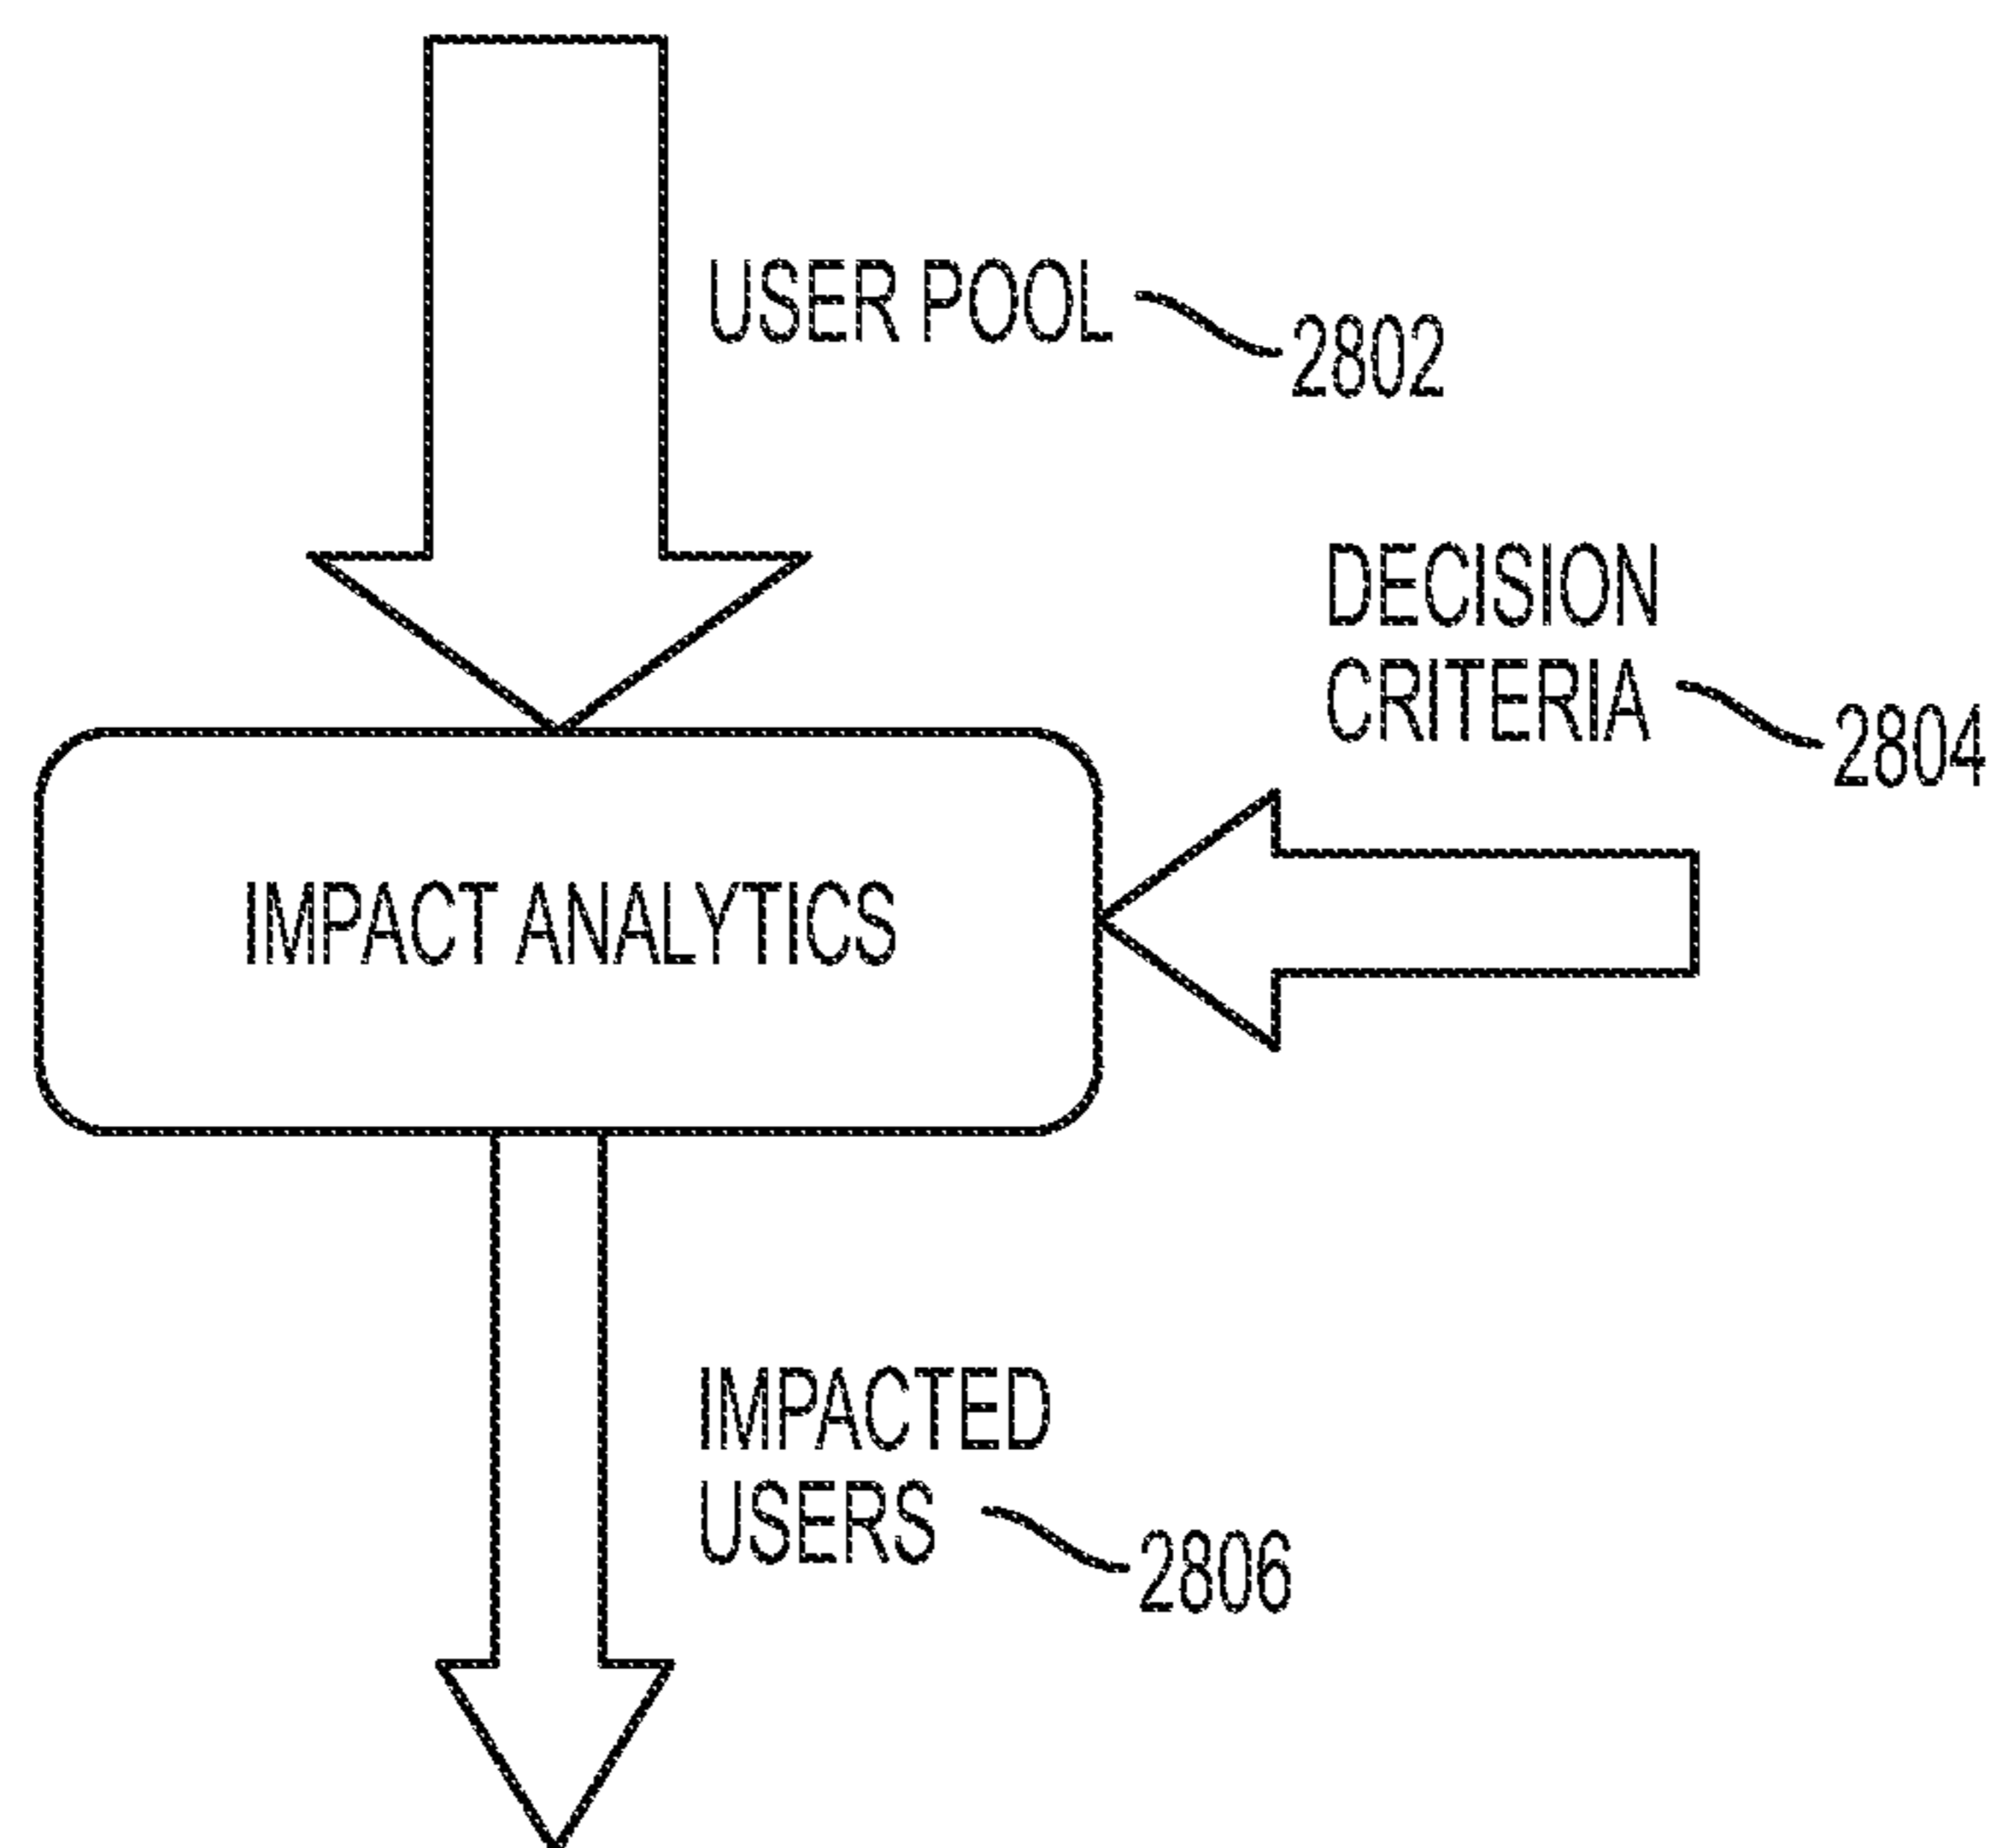 USER POOL
2802
DECISION
CRITERIA
2804
IMPACT ANALYTICS
IMPACTED
USERS
2806